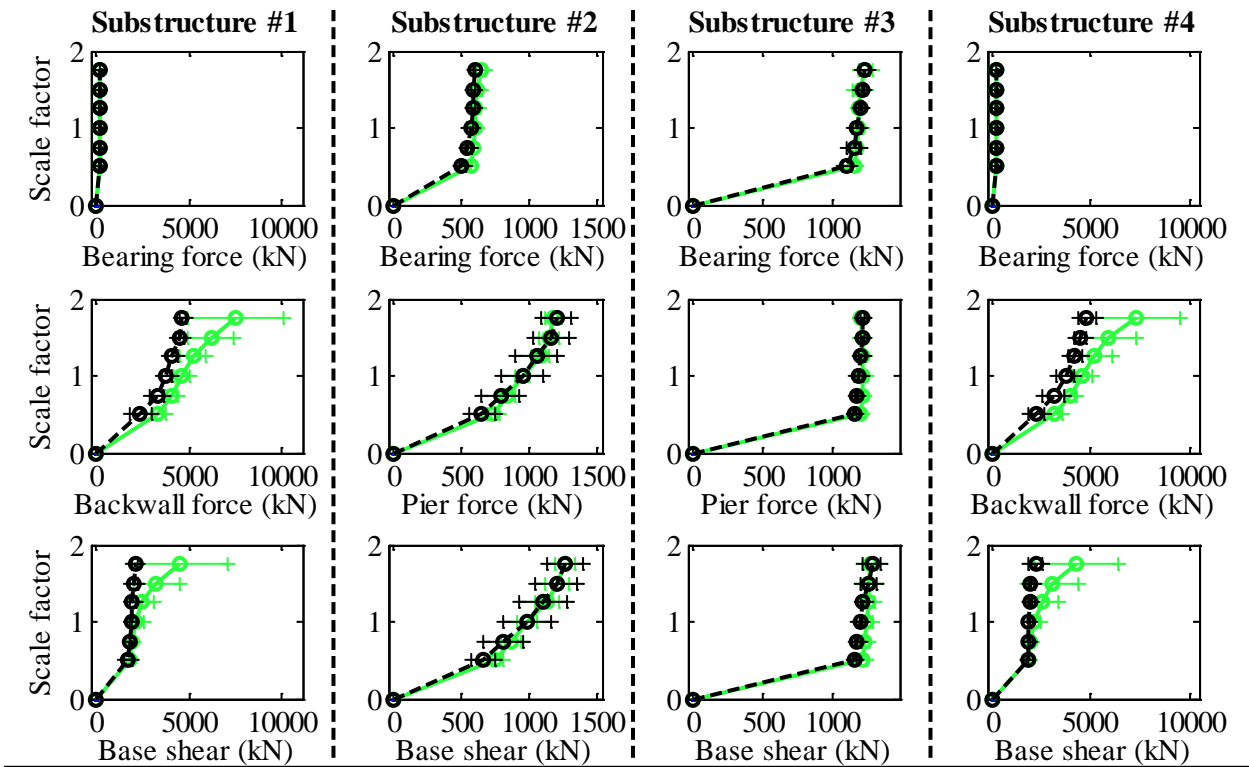 Substructure #1 Substructure #2 Substructure #3 Substructure #4
Scale factor
2
1
0
0 5000 10000
Bearing force (kN)
2
1
0
0 500 1000 1500
Bearing force (kN)
2
1
0
0 500 1000
Bearing force (kN)
2
1
0
0 5000 10000
Bearing force (kN)
Scale factor
2
1
0
0 5000 10000
Backwall force (kN)
2
1
0
0 500 1000 1500
Pier force (kN)
2
1
0
0 500 1000
Pier force (kN)
2
1
0
0 5000 10000
Backwall force (kN)
Scale factor
2
1
0
0 5000 10000
Base shear (kN)
2
1
0
0 500 1000 1500
Base shear (kN)
2
1
0
0 500 1000
Base shear (kN)
2
1
0
0 5000 10000
Base shear (kN)